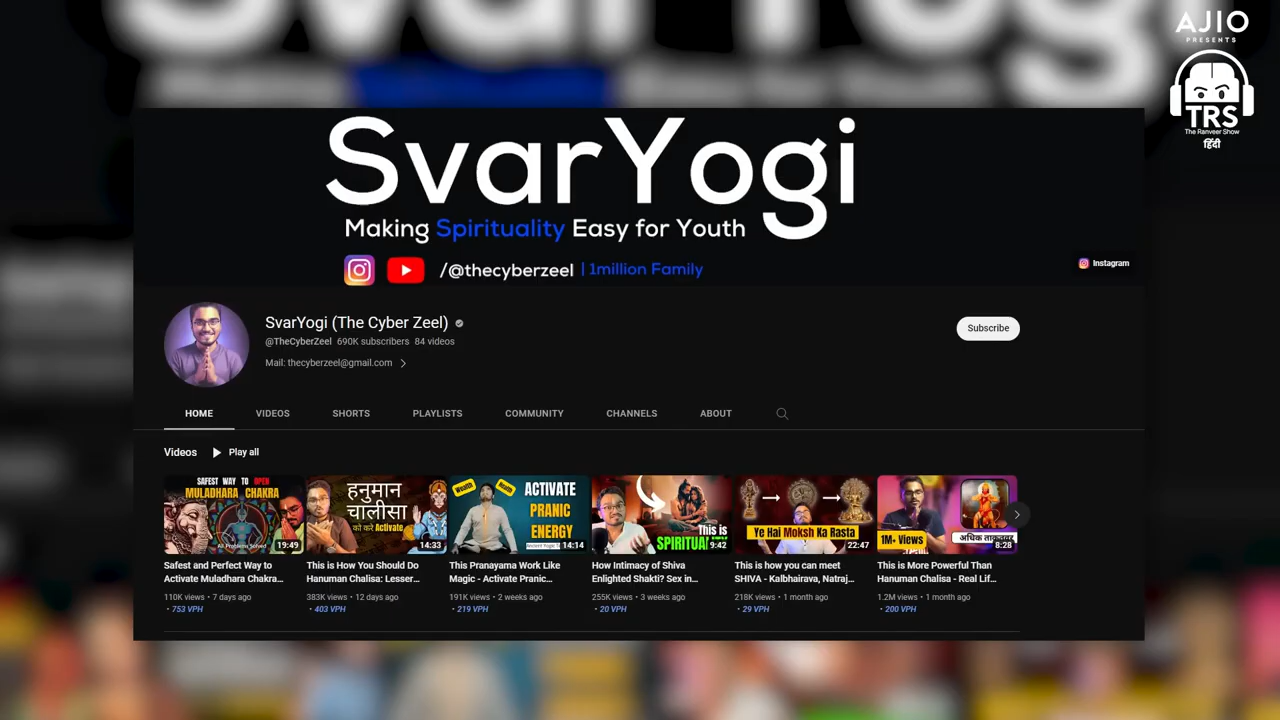 AJIO
PRESENTS
TRS
The Ranveer Show
हिंदी
SvarYogi
Making Spirituality Easy for Youth
/@thecyberzeel | 1million Family
Instagram
SvarYogi (The Cyber Zeel)
@TheCyberZeel 690K subscribers 84 videos
Mail: thecyberzeel@gmail.com
Subscribe
HOME VIDEOS SHORTS PLAYLISTS COMMUNITY CHANNELS ABOUT
Videos Play all
SAFEST WAY TO OPEN
MULADHARA CHAKRA
All Problems Solved
19:49
हनुमान
चालीसा
को करे Activate
14:33
Wealth
Health
ACTIVATE
PRANIC
ENERGY
14:14
This is
SPIRITUAL
9:42
Ye Hai Moksh Ka Rasta
22:47
1M+ Views
अधिक ताकतवर
8:28
Safest and Perfect Way to
Activate Muladhara Chakra...
110K views • 7 days ago
• 753 VPH
This is How You Should Do
Hanuman Chalisa: Lesser...
383K views • 12 days ago
• 403 VPH
This Pranayama Work Like
Magic - Activate Pranic...
191K views • 2 weeks ago
• 219 VPH
How Intimacy of Shiva
Enlighted Shakti? Sex in...
255K views • 3 weeks ago
• 20 VPH
This is how you can meet
SHIVA - Kalbhairava, Natraj...
218K views • 1 month ago
• 29 VPH
This is More Powerful Than
Hanuman Chalisa - Real Lif...
1.2M views • 1 month ago
• 200 VPH